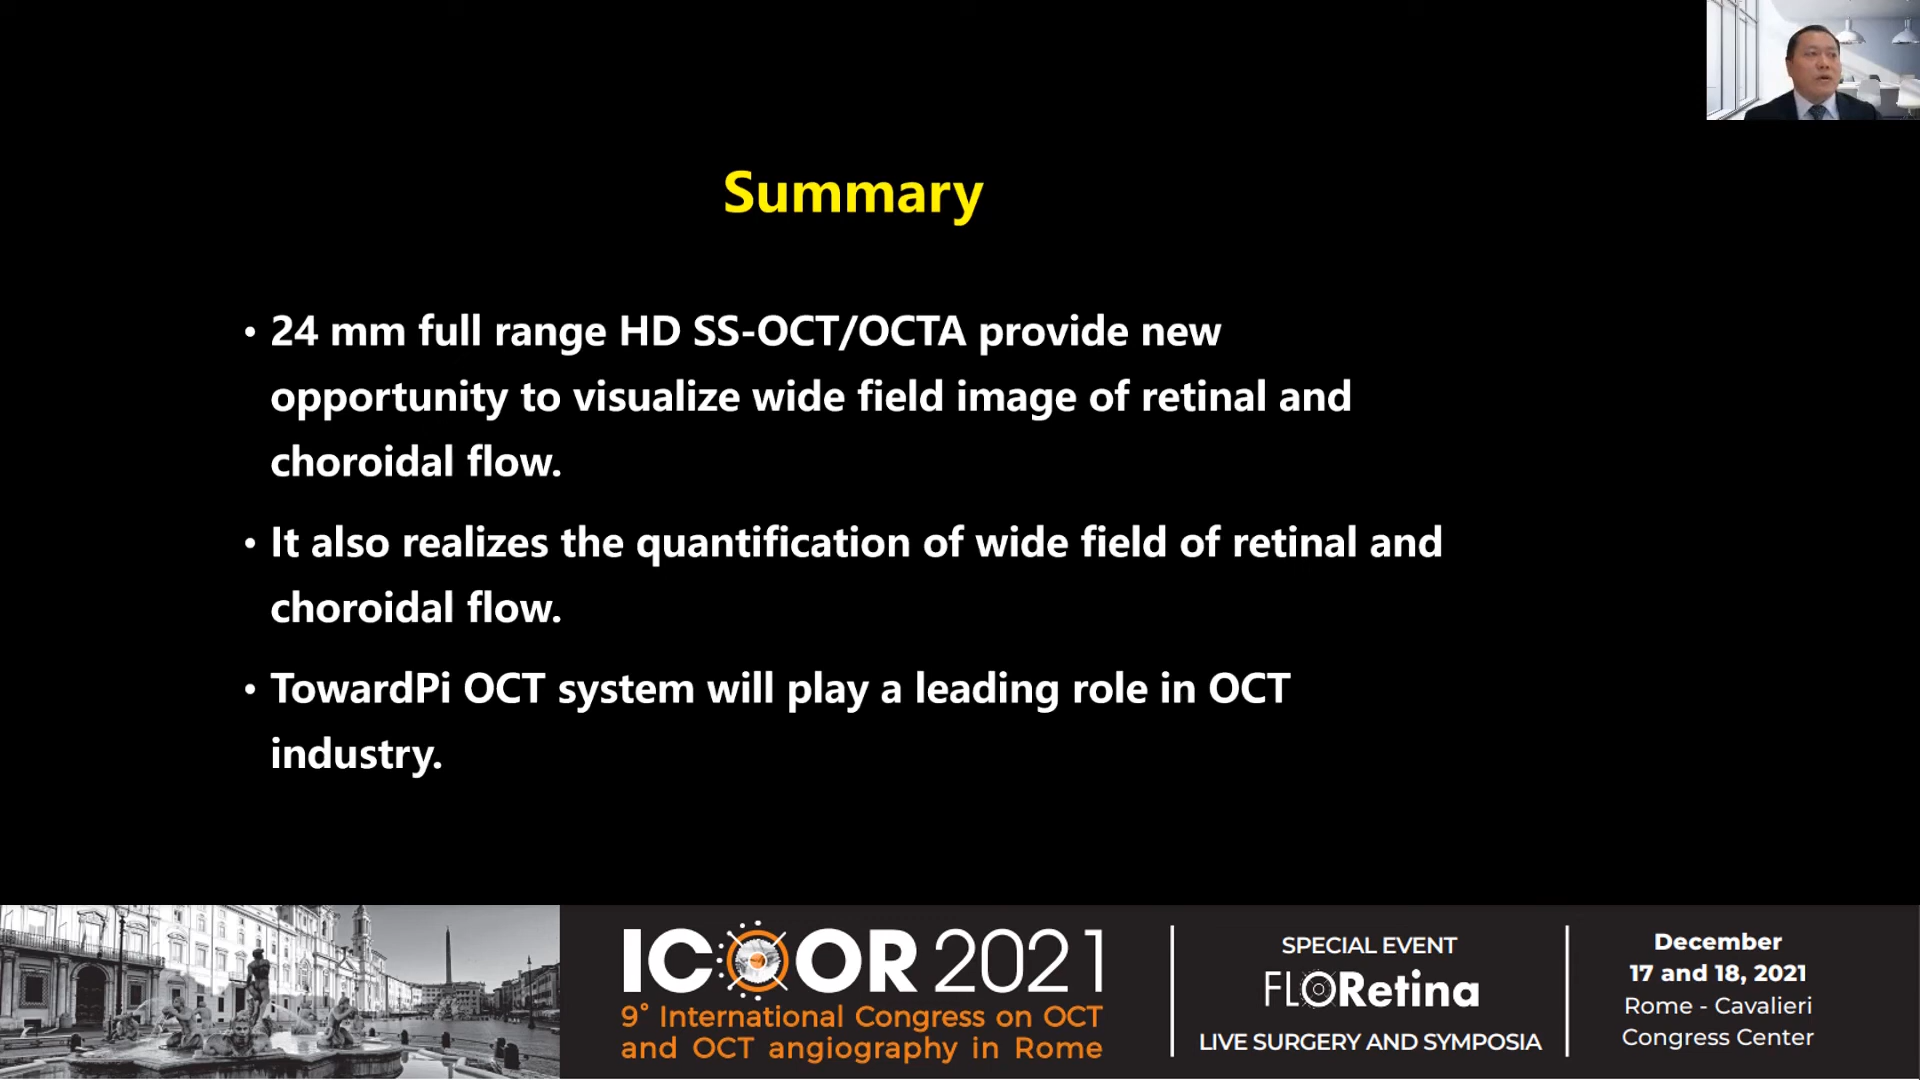 Summary
• 24 mm full range HD SS-OCT/OCTA provide new
opportunity to visualize wide field image of retinal and
choroidal flow.
• It also realizes the quantification of wide field of retinal and
choroidal flow.
• TowardPi OCT system will play a leading role in OCT
industry.
ICOOR 2021
9° International Congress on OCT
and OCT angiography in Rome
SPECIAL EVENT
FLORetina
LIVE SURGERY AND SYMPOSIA
December
17 and 18, 2021
Rome - Cavalieri
Congress Center